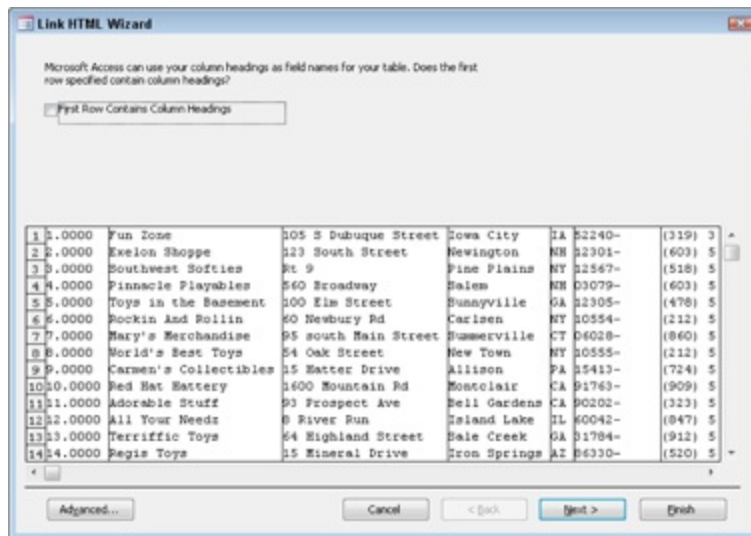 Link HTML Wizard
Microsoft Access can use your column headings as field names for your table. Does the first
row specified contain column headings?
First Row Contains Column Headings
1 1.0000 Fun Zone 105 S Dubuque Street Iowa City IA 52240- (319) 3
2 2.0000 Exelon Shoppe 123 South Street Newington NH 12301- (603) 5
3 3.0000 Southwest Softies Rt 9 Pine Plains NY 12567- (518) 5
4 4.0000 Pinnacle Playables 560 Broadway Salem NH 03079- (603) 5
5 5.0000 Toys in the Basement 100 Elm Street Sunnyville GA 12305- (478) 5
6 6.0000 Rockin And Rollin 60 Newbury Rd Carlsen NY 10554- (212) 5
7 7.0000 Mary's Merchandise 95 south Main Street Summerville CT 06028- (860) 5
8 8.0000 World's Best Toys 54 Oak Street New Town NY 10555- (212) 5
9 9.0000 Carmen's Collectibles 15 Hatter Drive Allison PA 15413- (724) 5
10 10.0000 Red Hat Hattery 1600 Mountain Rd Montclair CA 91763- (909) 5
11 11.0000 Adorable Stuff 93 Prospect Ave Bell Gardens CA 90202- (323) 5
12 12.0000 All Your Needz 8 River Run Island Lake IL 60042- (847) 5
13 13.0000 Terriffic Toys 64 Highland Street Sale Creek GA 31784- (912) 5
14 14.0000 Regis Toys 15 Mineral Drive Iron Springs AZ 86330- (520) 5
Advanced... Cancel < Back Next > Finish